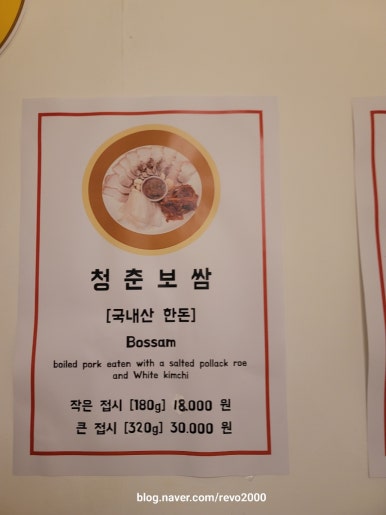 청춘보쌈
[국내산 한돈]
Bossam
boiled pork eaten with a salted pollack roe
and White kimchi
작은 접시 [180g] 18.000 원
큰 접시 [320g] 30.000 원
blog.naver.com/revo2000